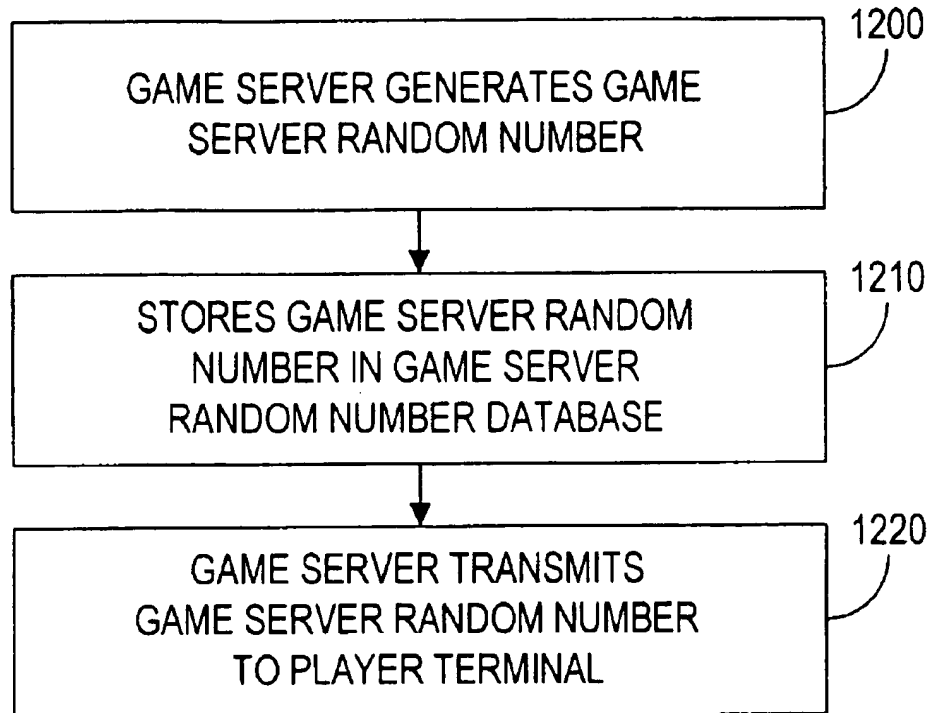 1200
GAME SERVER GENERATES GAME
SERVER RANDOM NUMBER
1210
STORES GAME SERVER RANDOM
NUMBER IN GAME SERVER
RANDOM NUMBER DATABASE
1220
GAME SERVER TRANSMITS
GAME SERVER RANDOM NUMBER
TO PLAYER TERMINAL